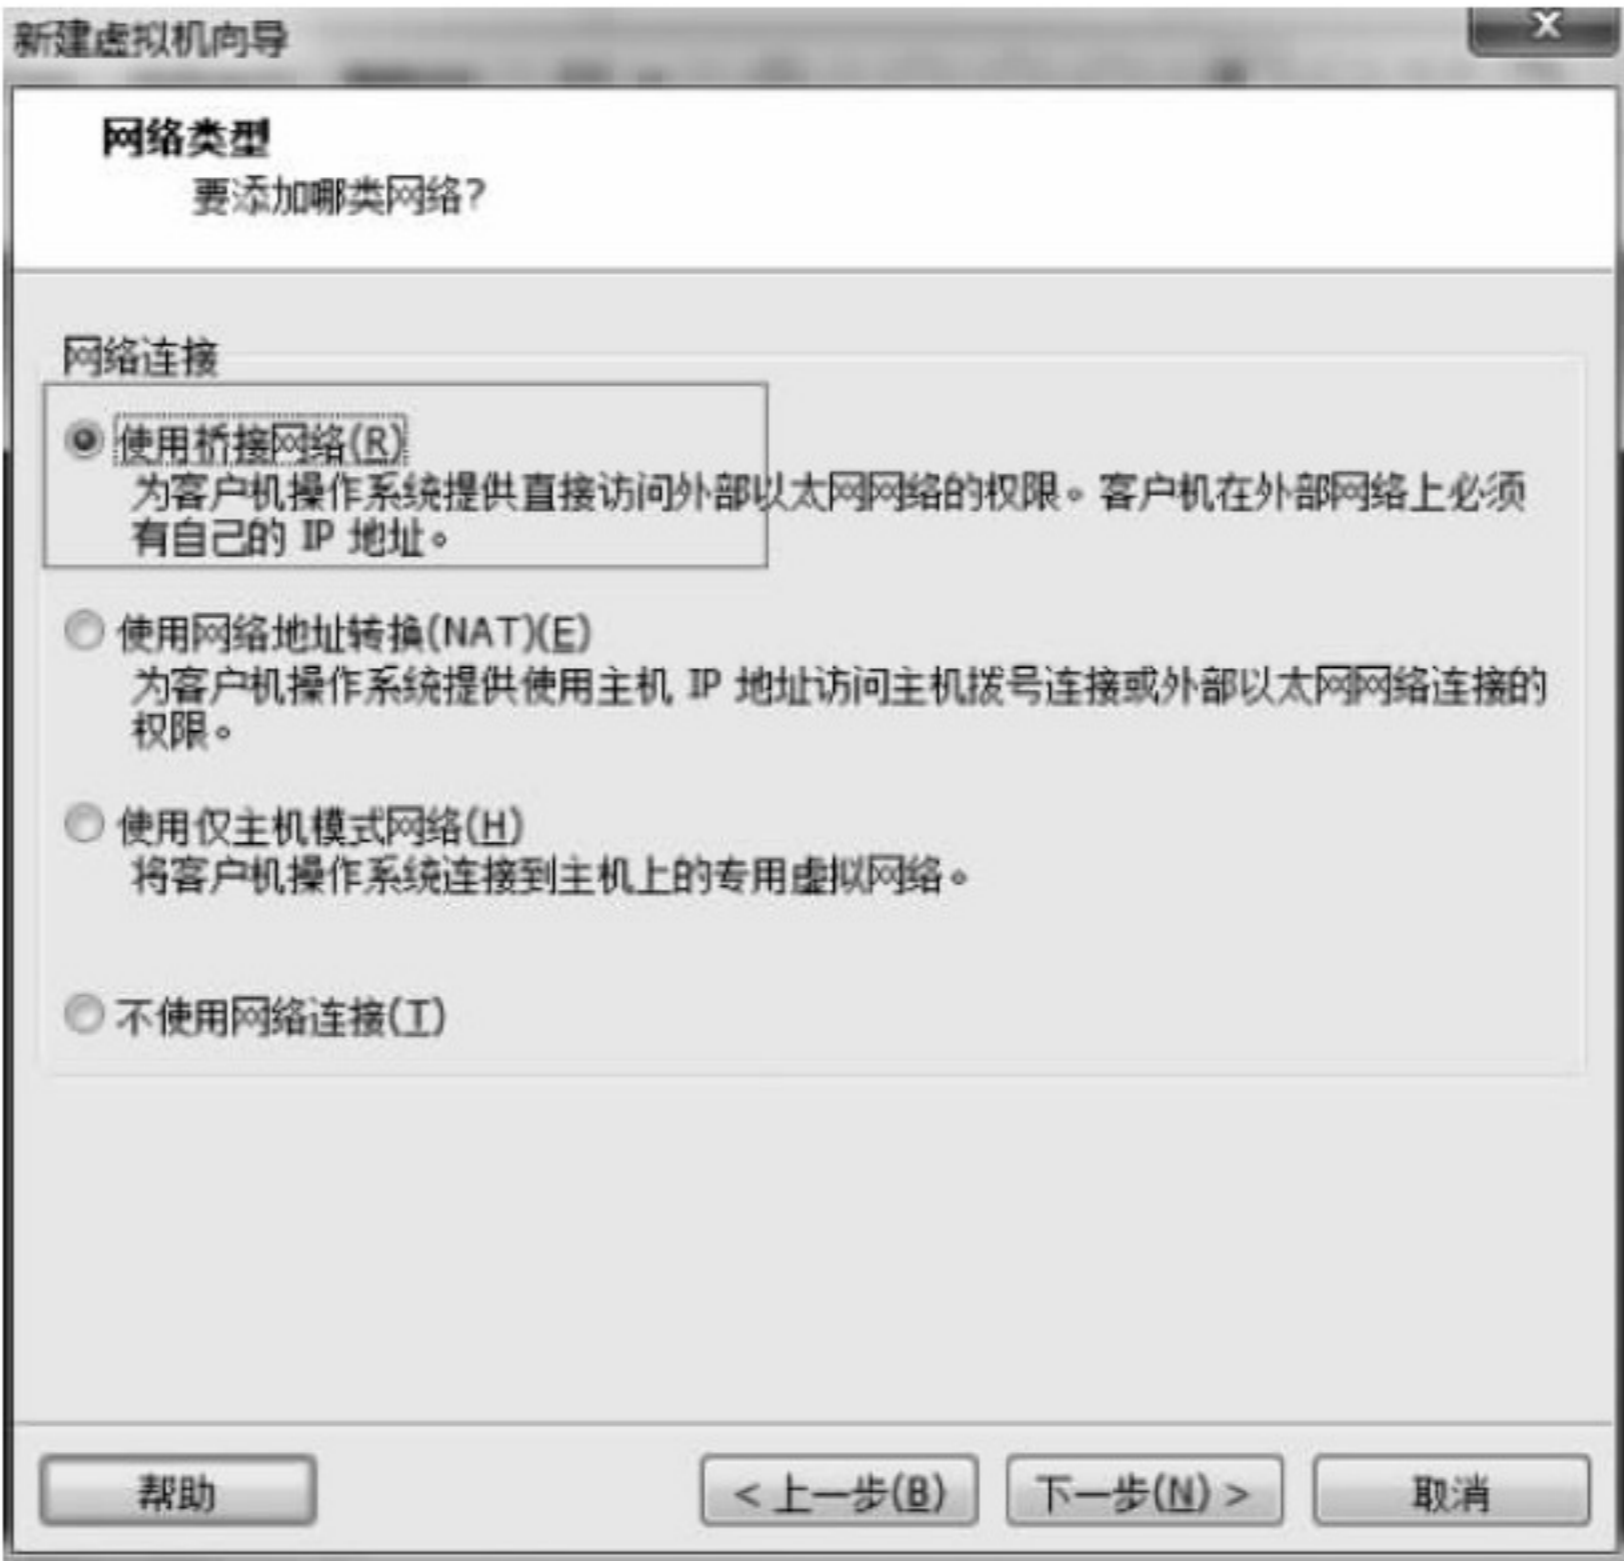 新建虚拟机向导
X
网络类型
要添加哪类网络?
网络连接
使用桥接网络(R)
为客户机操作系统提供直接访问外部以太网网络的权限。客户机在外部网络上必须
有自己的 IP 地址。
使用网络地址转换(NAT)(E)
为客户机操作系统提供使用主机 IP 地址访问主机拨号连接或外部以太网网络连接的
权限。
使用仅主机模式网络(H)
将客户机操作系统连接到主机上的专用虚拟网络。
不使用网络连接(T)
帮助
< 上一步(B)
下一步(N) >
取消